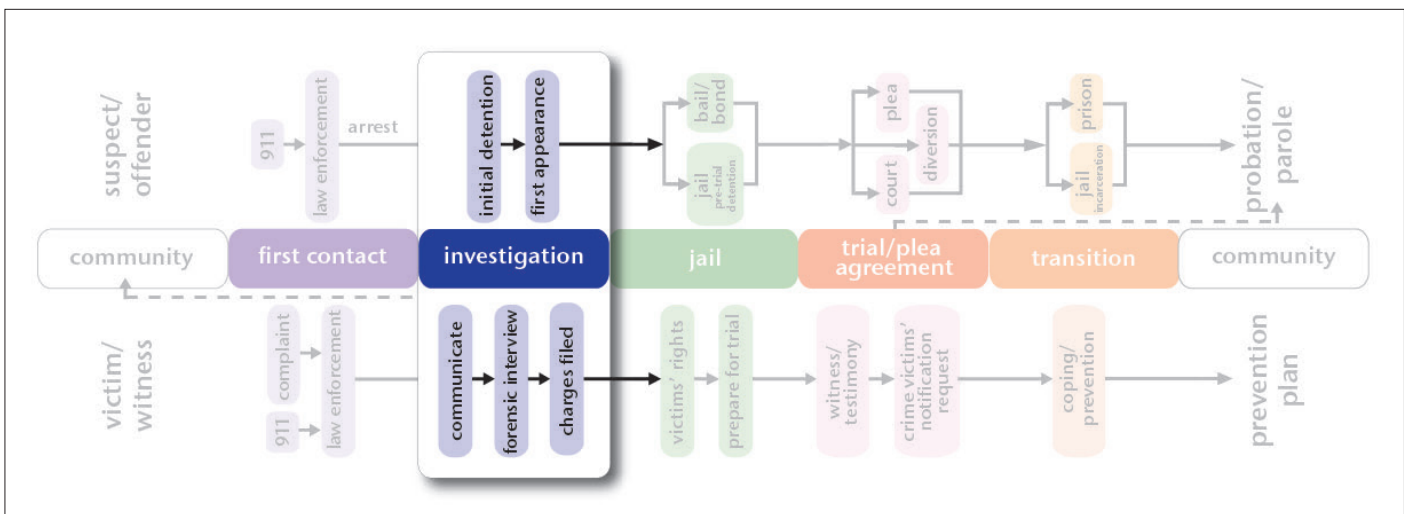 suspect/
offender
911
law enforcement
arrest
initial detention
first appearance
bail/
bond
jail
pre-trial
detention
plea
court
diversion
prison
jail
incarceration
probation/
parole
community
first contact
investigation
jail
trial/plea
agreement
transition
community
victim/
witness
complaint
911
law enforcement
communicate
forensic interview
charges filed
victims' rights
prepare for trial
witness/
testimony
crime victims'
notification
request
coping/
prevention
prevention
plan